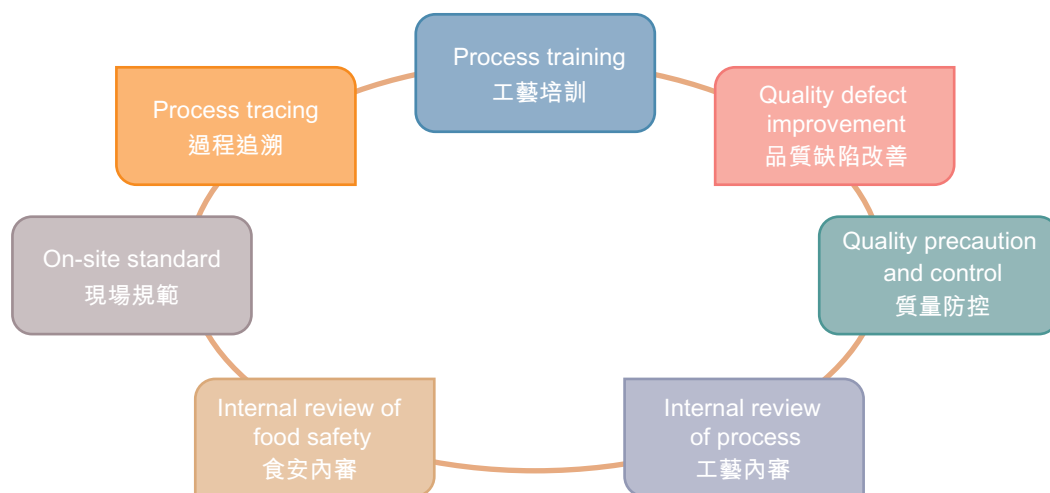 Process training
工藝培訓
Quality defect
improvement
品質缺陷改善
Quality precaution
and control
質量防控
Internal review
of process
工藝內審
Internal review of
food safety
食安內審
On-site standard
現場規範
Process tracing
過程追溯